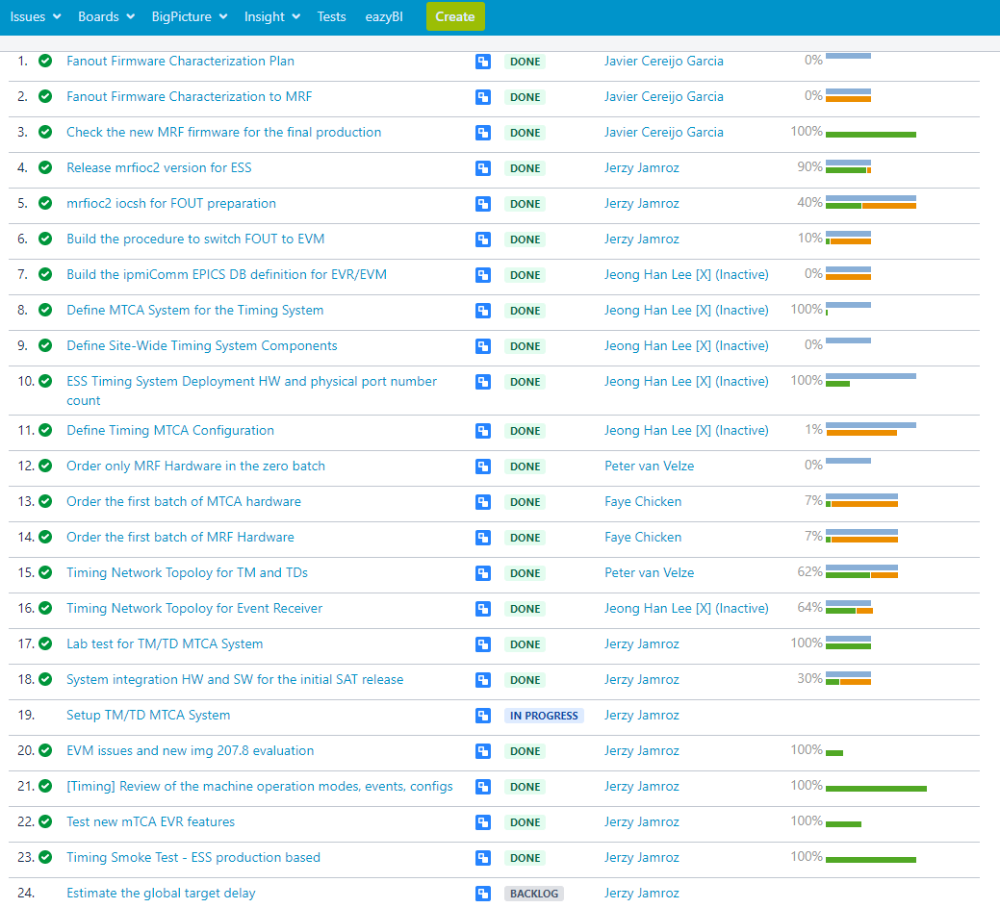 Issues Boards BigPicture Insight Tests eazyBI Create
1. Fanout Firmware Characterization Plan DONE Javier Cereijo Garcia 0%
2. Fanout Firmware Characterization to MRF DONE Javier Cereijo Garcia 0%
3. Check the new MRF firmware for the final production DONE Javier Cereijo Garcia 100%
4. Release mrfioc2 version for ESS DONE Jerzy Jamroz 90%
5. mrfioc2 iocsh for FOUT preparation DONE Jerzy Jamroz 40%
6. Build the procedure to switch FOUT to EVM DONE Jerzy Jamroz 10%
7. Build the ipmiComm EPICS DB definition for EVR/EVM DONE Jeong Han Lee [X] (Inactive) 0%
8. Define MTCA System for the Timing System DONE Jeong Han Lee [X] (Inactive) 100%
9. Define Site-Wide Timing System Components DONE Jeong Han Lee [X] (Inactive) 0%
10. ESS Timing System Deployment HW and physical port number DONE Jeong Han Lee [X] (Inactive) 100%
count
11. Define Timing MTCA Configuration DONE Jeong Han Lee [X] (Inactive) 1%
12. Order only MRF Hardware in the zero batch DONE Peter van Velze 0%
13. Order the first batch of MTCA hardware DONE Faye Chicken 7%
14. Order the first batch of MRF Hardware DONE Faye Chicken 7%
15. Timing Network Topoloy for TM and TDs DONE Peter van Velze 62%
16. Timing Network Topoloy for Event Receiver DONE Jeong Han Lee [X] (Inactive) 64%
17. Lab test for TM/TD MTCA System DONE Jerzy Jamroz 100%
18. System integration HW and SW for the initial SAT release DONE Jerzy Jamroz 30%
19. Setup TM/TD MTCA System IN PROGRESS Jerzy Jamroz
20. EVM issues and new img 207.8 evaluation DONE Jerzy Jamroz 100%
21. [Timing] Review of the machine operation modes, events, configs DONE Jerzy Jamroz 100%
22. Test new mTCA EVR features DONE Jerzy Jamroz 100%
23. Timing Smoke Test - ESS production based DONE Jerzy Jamroz 100%
24. Estimate the global target delay BACKLOG Jerzy Jamroz